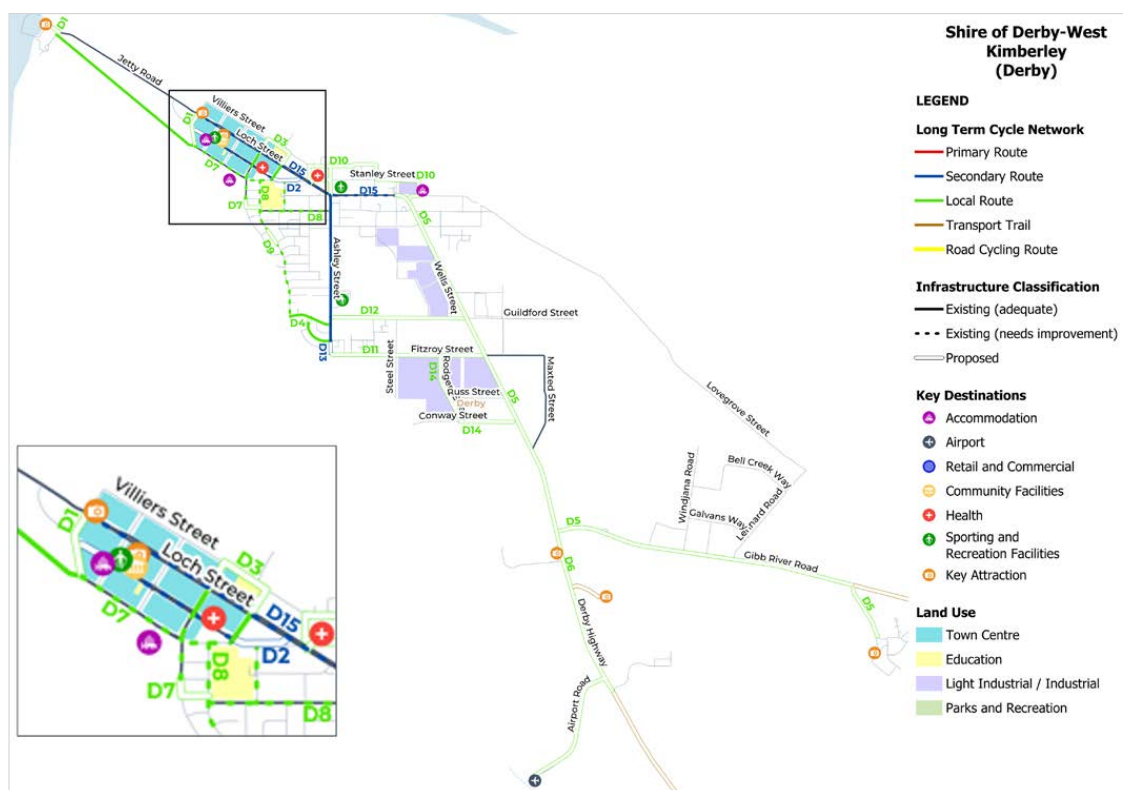 Shire of Derby-West
Kimberley
(Derby)
LEGEND
Long Term Cycle Network
Primary Route
Secondary Route
Local Route
Transport Trail
Road Cycling Route
Infrastructure Classification
Existing (adequate)
Existing (needs improvement)
Proposed
Key Destinations
Accommodation
Airport
Retail and Commercial
Community Facilities
Health
Sporting and
Recreation Facilities
Key Attraction
Land Use
Town Centre
Education
Light Industrial / Industrial
Parks and Recreation
D1
Jetty Road
Villiers Street
D1
Loch Street
D3
D7
D15
D10
Stanley Street
D10
D2
D15
D8
D7
D8
D5
D9
Ashley Street
Wells Street
D4
D12
Guildford Street
D13
D11
Fitzroy Street
Steel Street
D14
D5
Maxted Street
Russ Street
Derby
Conway Street
D14
Lovegrove Street
Windjana Road
Bell Creek Way
Galvans Way
Lennard Road
D5
D6
Gibb River Road
D5
Derby Highway
Airport Road
Villiers Street
D1
Loch Street
D3
D15
D7
D2
D8
D7
D8